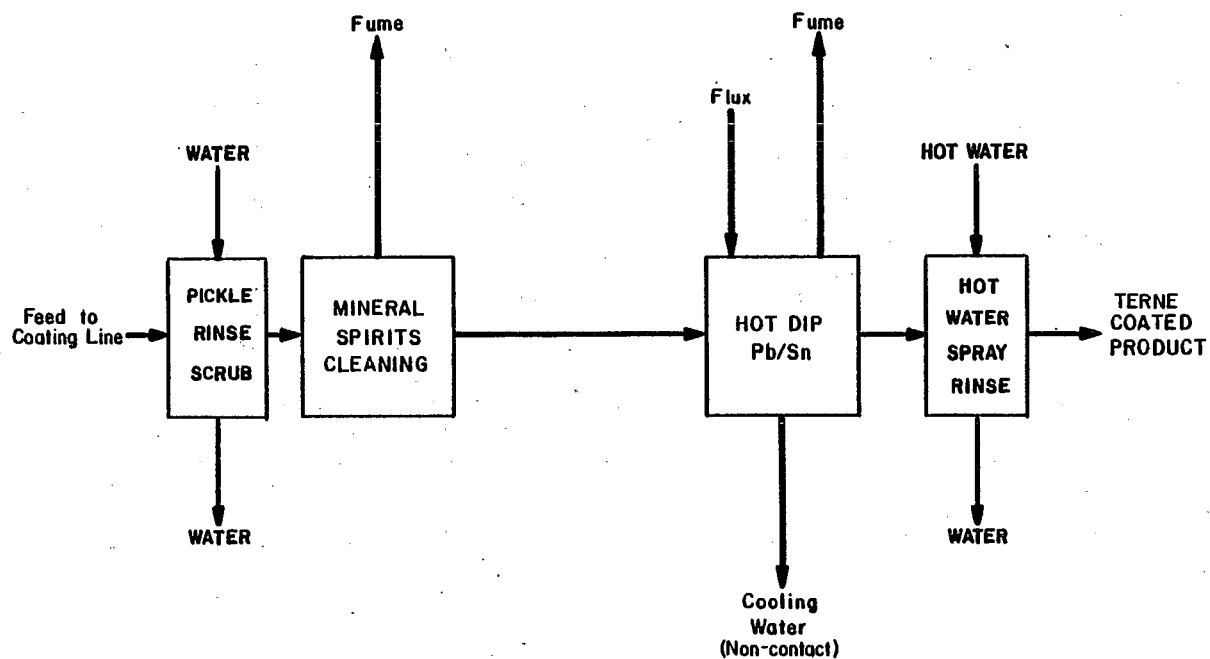 Fume
Fume
Flux
WATER
HOT WATER
Feed to
Coating Line
PICKLE
RINSE
SCRUB
MINERAL
SPIRITS
CLEANING
HOT DIP
Pb/Sn
HOT
WATER
SPRAY
RINSE
TERNE
COATED
PRODUCT
WATER
WATER
Cooling
Water
(Non-contact)